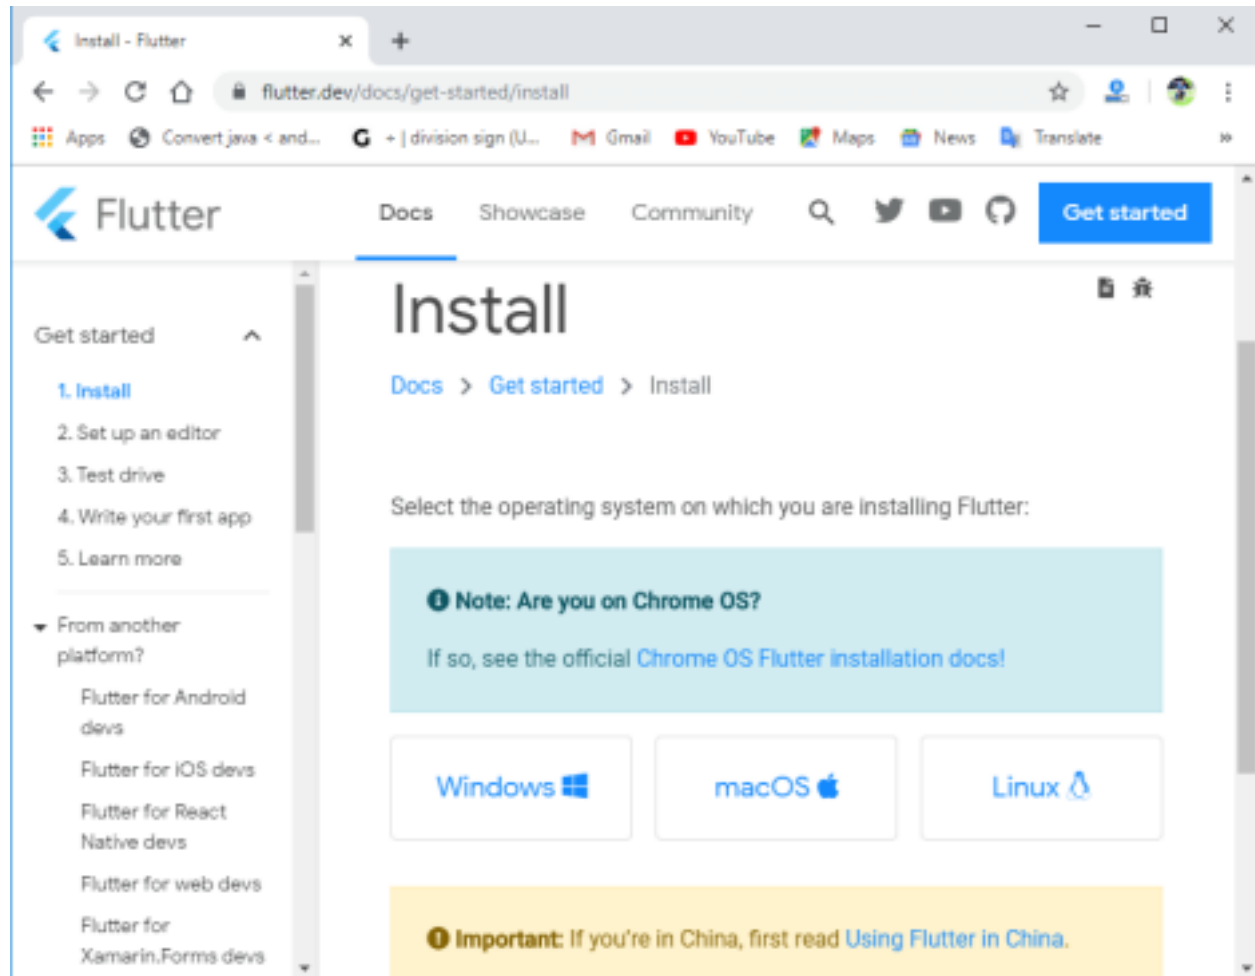 Install - Flutter
flutter.dev/docs/get-started/install
Apps Convert java < and... G + | division sign (U... Gmail YouTube Maps News Translate »
Flutter Docs Showcase Community Get started
Get started
1. Install
2. Set up an editor
3. Test drive
4. Write your first app
5. Learn more
From another
platform?
Flutter for Android
devs
Flutter for iOS devs
Flutter for React
Native devs
Flutter for web devs
Flutter for
Xamarin.Forms devs
Install
Docs > Get started > Install
Select the operating system on which you are installing Flutter:
Note: Are you on Chrome OS?
If so, see the official Chrome OS Flutter installation docs!
Windows macOS Linux
Important: If you're in China, first read Using Flutter in China.